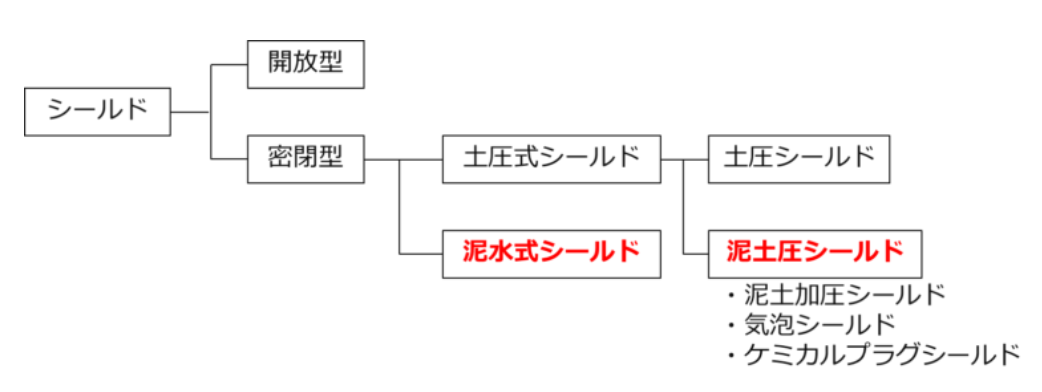 開放型
シールド
密閉型
土圧式シールド
土圧シールド
泥水式シールド
泥土圧シールド
・泥土加圧シールド
・気泡シールド
・ケミカルプラグシールド